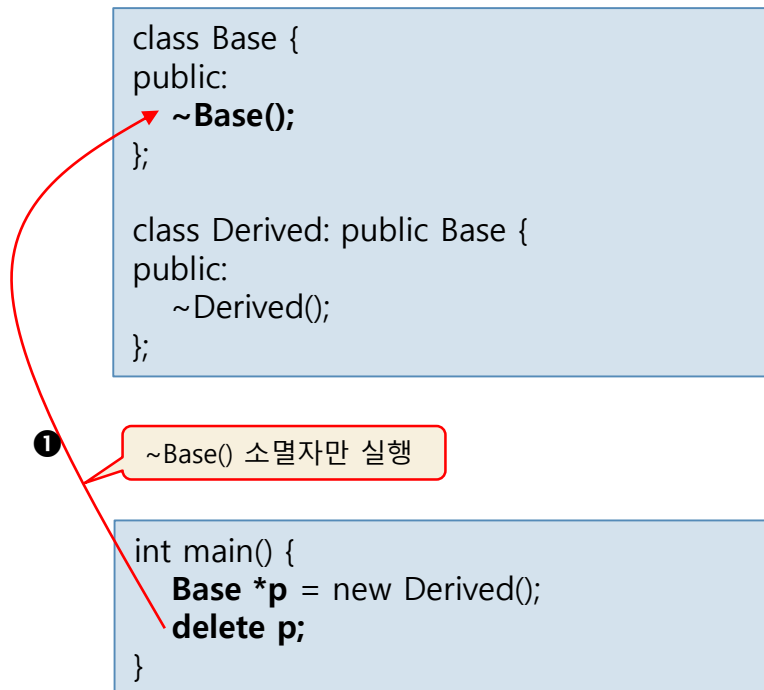 class Base {
public:
~Base();
};
class Derived: public Base {
public:
~Derived();
};
❶
~Base() 소멸자만 실행
int main() {
Base *p = new Derived();
delete p;
}